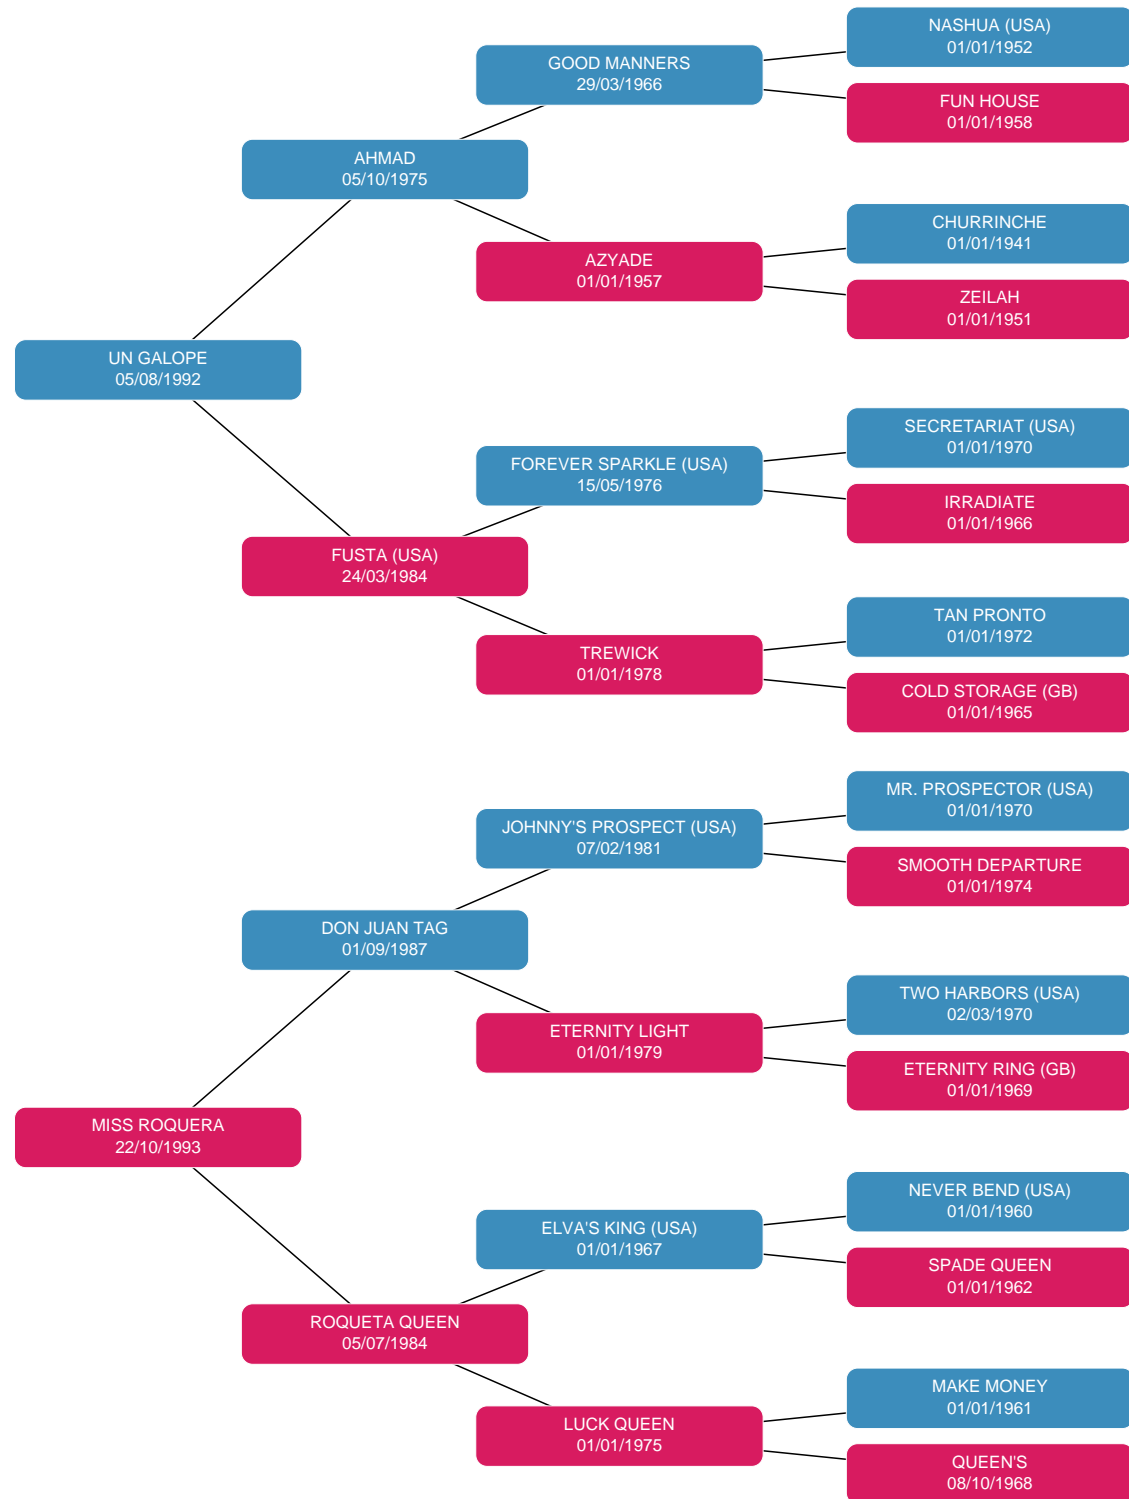 NASHUA (USA)
01/01/1952
GOOD MANNERS
29/03/1966
FUN HOUSE
01/01/1958
AHMAD
05/10/1975
CHURRINCHE
01/01/1941
AZYADE
01/01/1957
ZEILAH
01/01/1951
UN GALOPE
05/08/1992
SECRETARIAT (USA)
01/01/1970
FOREVER SPARKLE (USA)
15/05/1976
IRRADIATE
01/01/1966
FUSTA (USA)
24/03/1984
TAN PRONTO
01/01/1972
TREWICK
01/01/1978
COLD STORAGE (GB)
01/01/1965
MR. PROSPECTOR (USA)
01/01/1970
JOHNNY'S PROSPECT (USA)
07/02/1981
SMOOTH DEPARTURE
01/01/1974
DON JUAN TAG
01/09/1987
TWO HARBORS (USA)
02/03/1970
ETERNITY LIGHT
01/01/1979
ETERNITY RING (GB)
01/01/1969
MISS ROQUERA
22/10/1993
NEVER BEND (USA)
01/01/1960
ELVA'S KING (USA)
01/01/1967
SPADE QUEEN
01/01/1962
ROQUETA QUEEN
05/07/1984
MAKE MONEY
01/01/1961
LUCK QUEEN
01/01/1975
QUEEN'S
08/10/1968